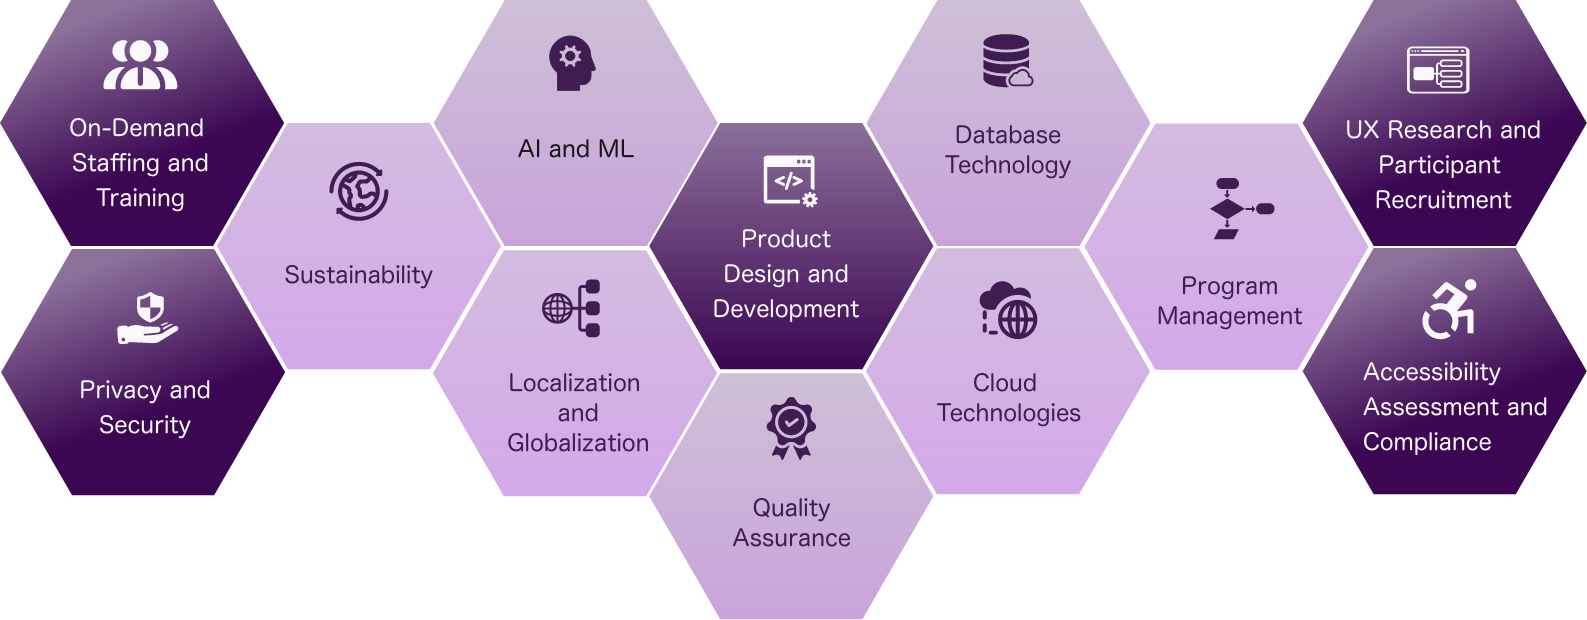 On-Demand
Staffing and
Training
Privacy and
Security
Sustainability
AI and ML
Localization
and
Globalization
Product
Design and
Development
Quality
Assurance
Database
Technology
Cloud
Technologies
Program
Management
UX Research and
Participant
Recruitment
Accessibility
Assessment and
Compliance